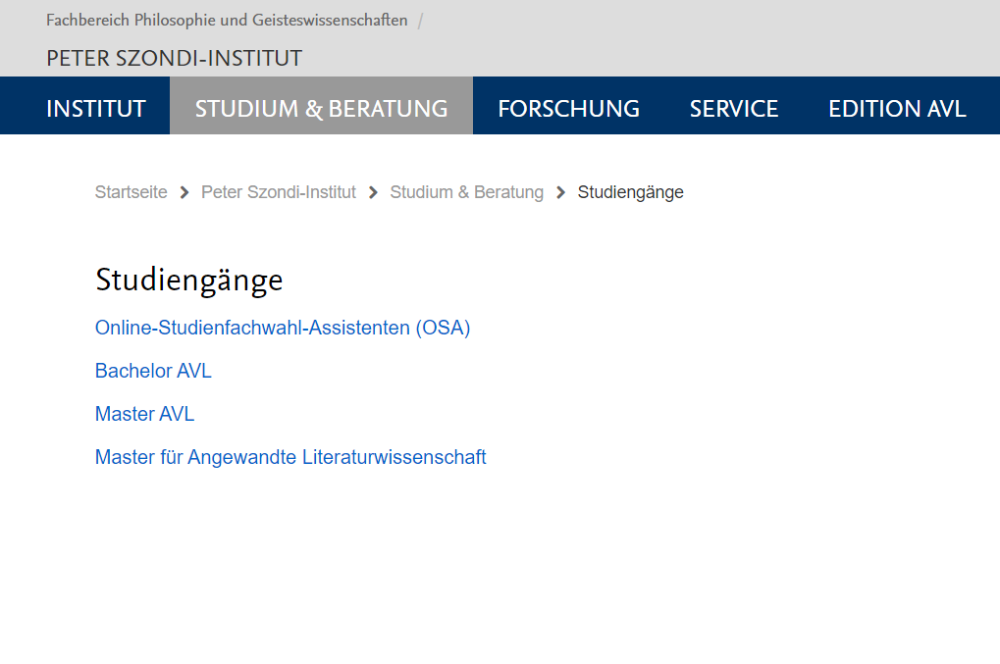 Fachbereich Philosophie und Geisteswissenschaften /
PETER SZONDI-INSTITUT
INSTITUT STUDIUM & BERATUNG FORSCHUNG SERVICE EDITION AVL
Startseite > Peter Szondi-Institut > Studium & Beratung > Studiengänge
Studiengänge
Online-Studienfachwahl-Assistenten (OSA)
Bachelor AVL
Master AVL
Master für Angewandte Literaturwissenschaft